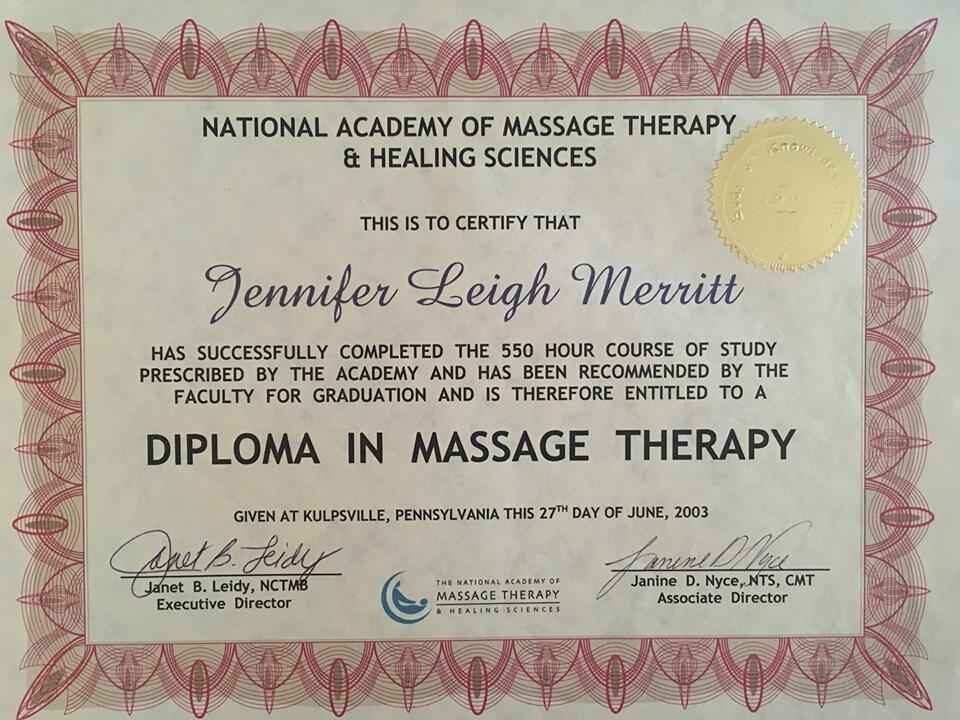 NATIONAL ACADEMY OF MASSAGE THERAPY
& HEALING SCIENCES
THIS IS TO CERTIFY THAT
Jennifer Leigh Merritt
HAS SUCCESSFULLY COMPLETED THE 550 HOUR COURSE OF STUDY
PRESCRIBED BY THE ACADEMY AND HAS BEEN RECOMMENDED BY THE
FACULTY FOR GRADUATION AND IS THEREFORE ENTITLED TO A
DIPLOMA IN MASSAGE THERAPY
GIVEN AT KULPSVILLE, PENNSYLVANIA THIS 27TH DAY OF JUNE, 2003
Janet B. Leidy
Janet B. Leidy, NCTMB
Executive Director
THE NATIONAL ACADEMY OF
MASSAGE THERAPY
& HEALING SCIENCES
Janine D Nyce
Janine D. Nyce, NTS, CMT
Associate Director